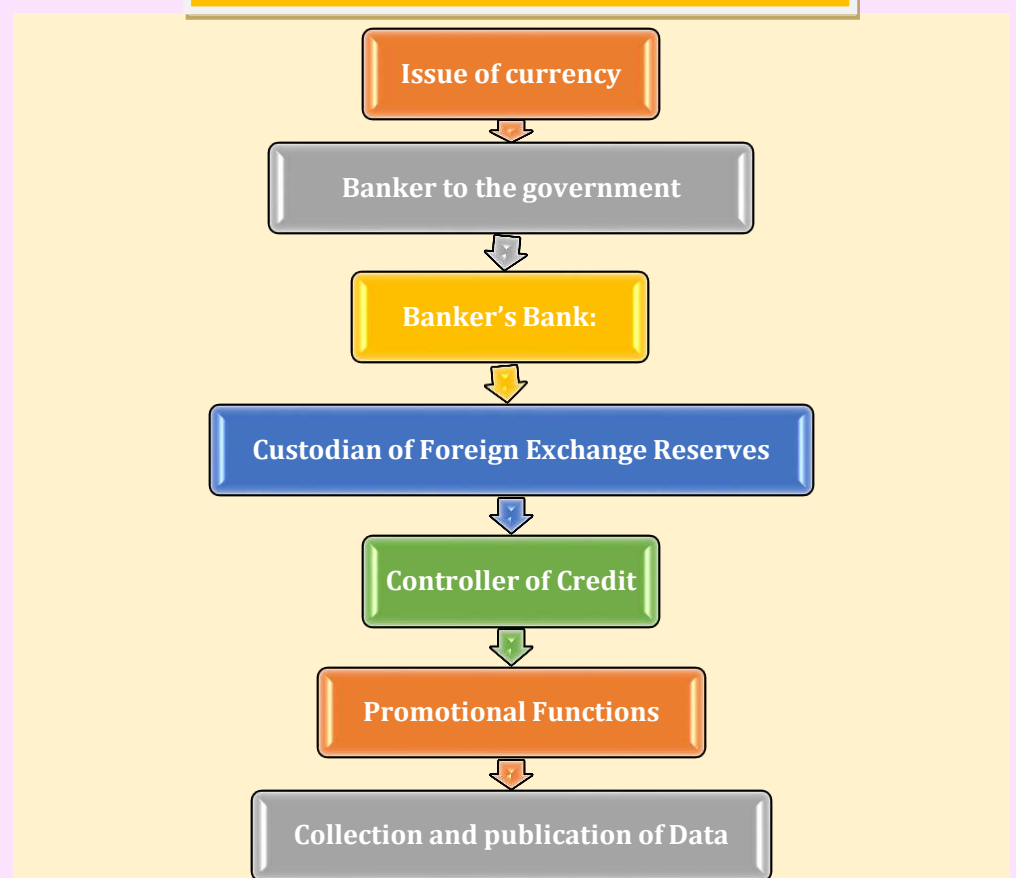 Issue of currency
Banker to the government
Banker’s Bank:
Custodian of Foreign Exchange Reserves
Controller of Credit
Promotional Functions
Collection and publication of Data